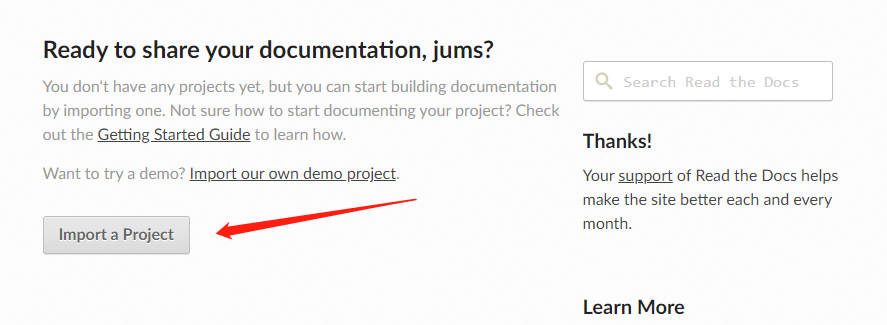 Ready to share your documentation, jums?
You don't have any projects yet, but you can start building documentation
by importing one. Not sure how to start documenting your project? Check
out the Getting Started Guide to learn how.
Want to try a demo? Import our own demo project.
Import a Project
Search Read the Docs
Thanks!
Your support of Read the Docs helps
make the site better each and every
month.
Learn More